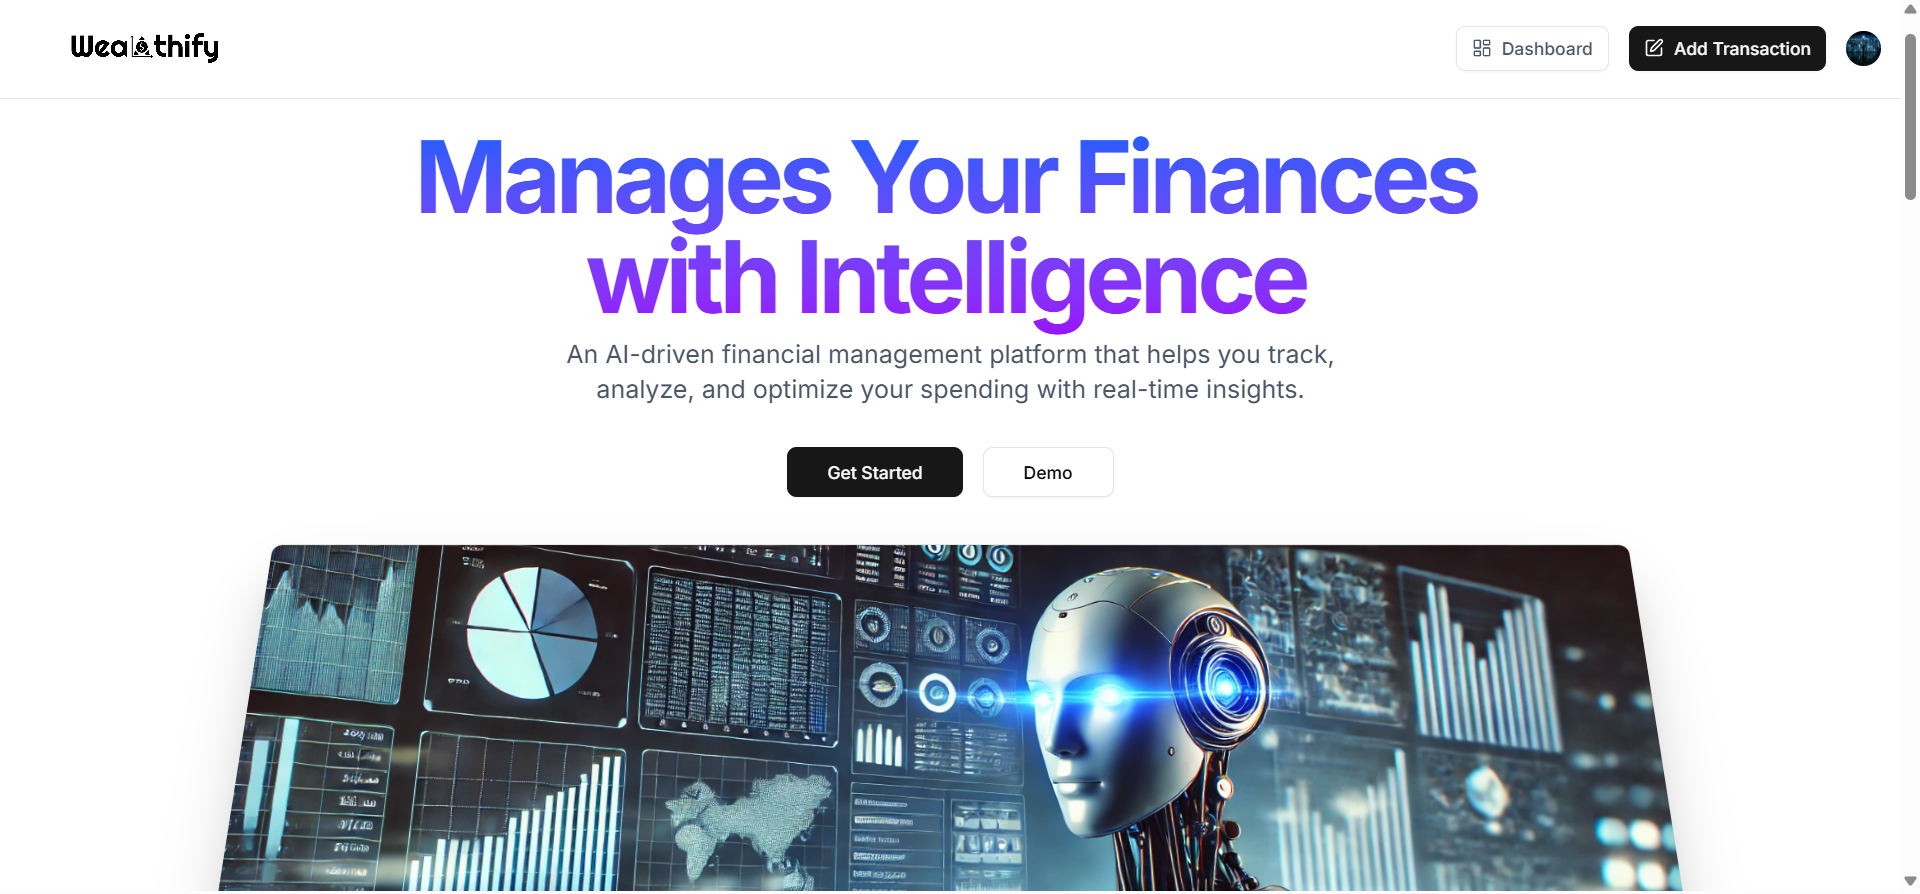 Wealthify
Dashboard
Add Transaction
Manages Your Finances
with Intelligence
An AI-driven financial management platform that helps you track,
analyze, and optimize your spending with real-time insights.
Get Started
Demo